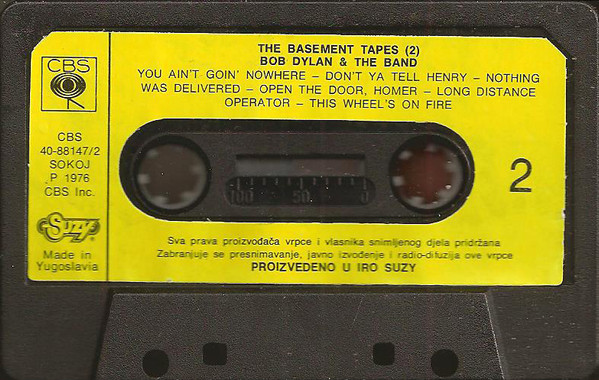 THE BASEMENT TAPES (2)
BOB DYLAN & THE BAND
YOU AIN'T GOIN' NOWHERE – DON'T YA TELL HENRY – NOTHING
WAS DELIVERED – OPEN THE DOOR, HOMER – LONG DISTANCE
OPERATOR – THIS WHEEL'S ON FIRE
CBS
CBS
40-88147/2
SOKOJ
P 1976
CBS Inc.
Suzy
Made in
Yugoslavia
100 50 0
2
Sva prava proizvođača vrpce i vlasnika snimljenog djela pridržana
Zabranjuje se presnimavanje, javno izvođenje i radio-difuzija ove vrpce
PROIZVEDENO U IRO SUZY